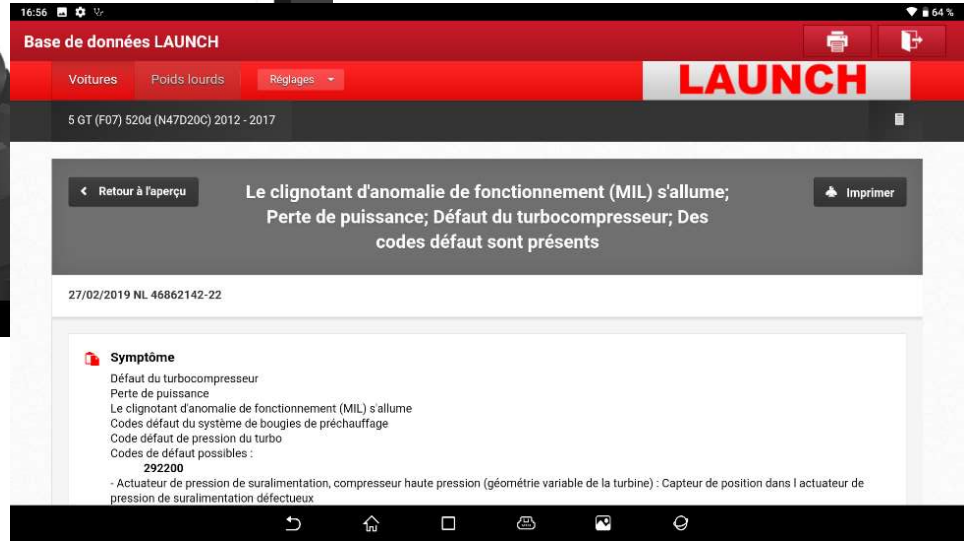 16:56
64 %
Base de données LAUNCH
Voitures Poids lourds Réglages
LAUNCH
5 GT (F07) 520d (N47D20C) 2012 - 2017
Retour à l'aperçu
Le clignotant d'anomalie de fonctionnement (MIL) s'allume;
Perte de puissance; Défaut du turbocompresseur; Des
codes défaut sont présents
Imprimer
27/02/2019 NL 46862142-22
Symptôme
Défaut du turbocompresseur
Perte de puissance
Le clignotant d'anomalie de fonctionnement (MIL) s'allume
Codes défaut du système de bougies de préchauffage
Code défaut de pression du turbo
Codes de défaut possibles :
292200
- Actuateur de pression de suralimentation, compresseur haute pression (géométrie variable de la turbine) : Capteur de position dans l actuateur de
pression de suralimentation défectueux